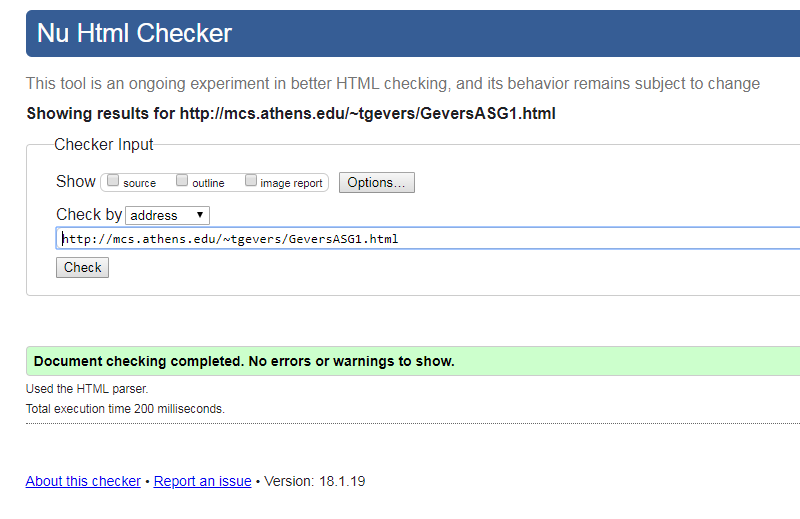 Nu Html Checker
This tool is an ongoing experiment in better HTML checking, and its behavior remains subject to change
Showing results for http://mcs.athens.edu/~tgevers/GeversASG1.html
Checker Input
Show source outline image report Options...
Check by address
http://mcs.athens.edu/~tgevers/GeversASG1.html
Check
Document checking completed. No errors or warnings to show.
Used the HTML parser.
Total execution time 200 milliseconds.
About this checker • Report an issue • Version: 18.1.19